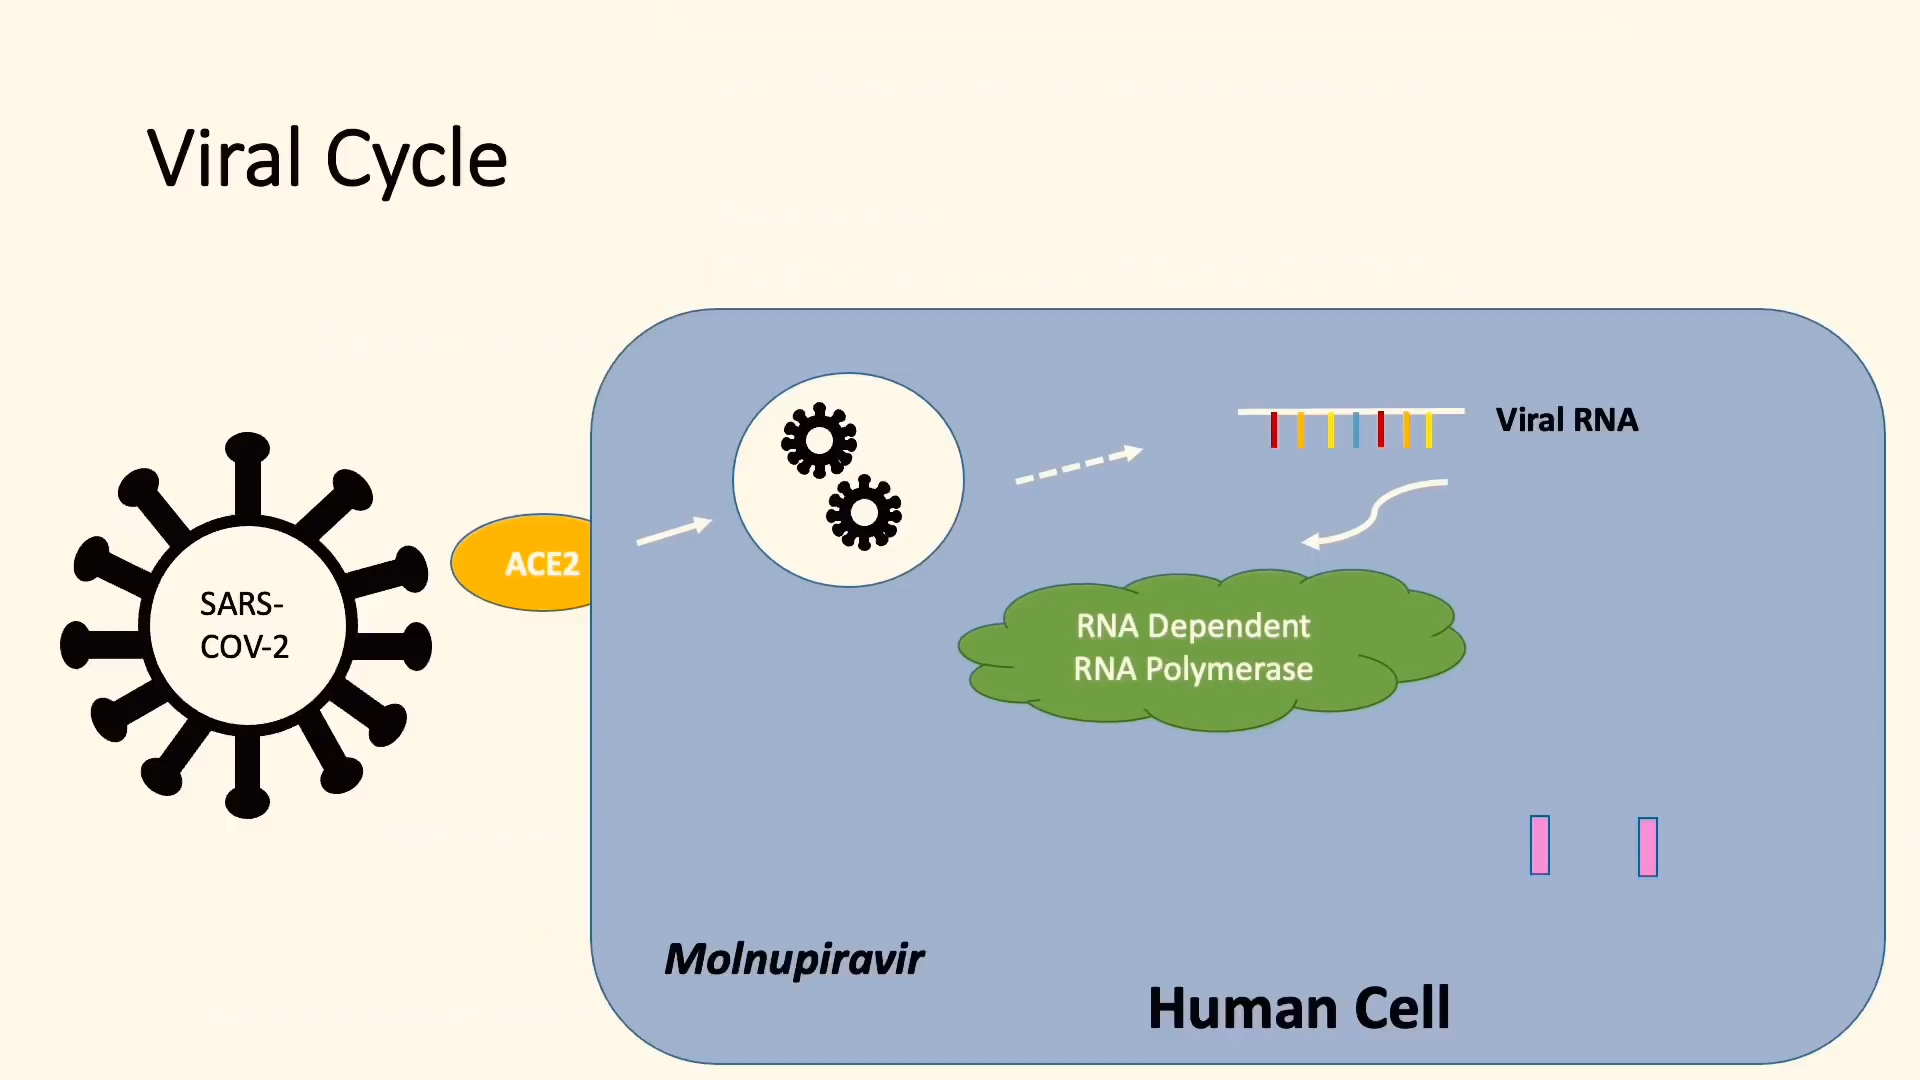 Viral Cycle
SARS-
COV-2
ACE2
Viral RNA
RNA Dependent
RNA Polymerase
Molnupiravir
Human Cell